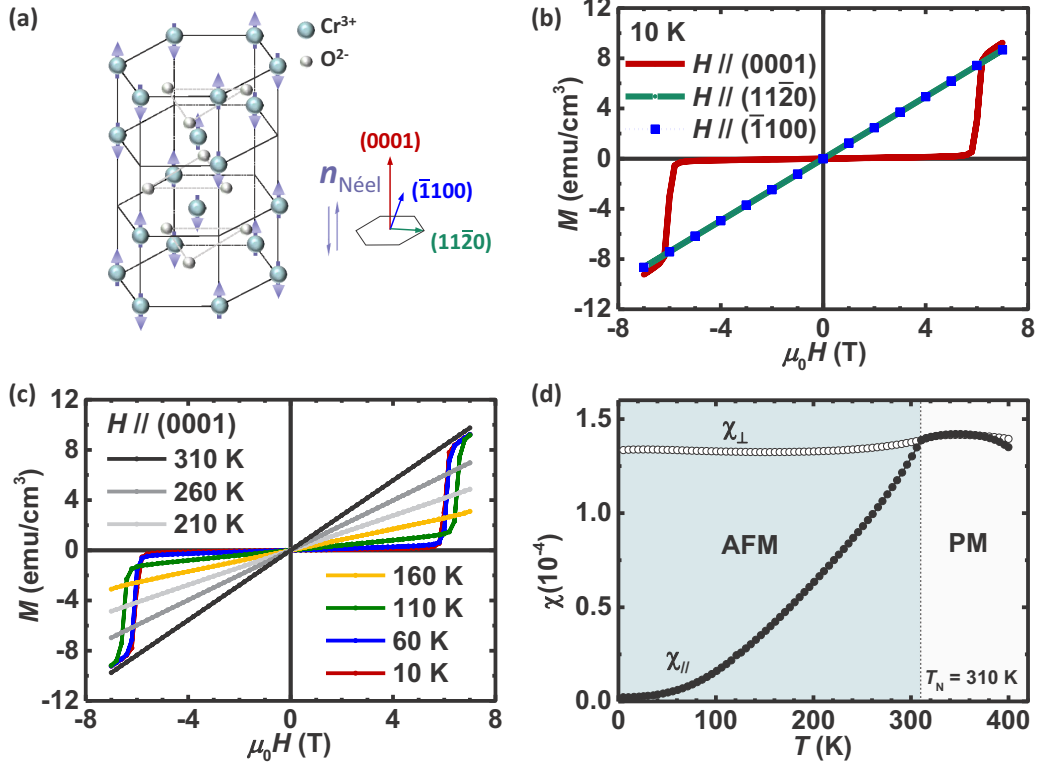 (a)
Cr³⁺
O²⁻
(0001)
n Néel
(1̅100)
(112̅0)
(b)
12
8
4
0
-4
-8
-12
M (emu/cm³)
10 K
H // (0001)
H // (112̅0)
H // (1̅100)
-8 -4 0 4 8
μ₀H (T)
(c)
12
8
4
0
-4
-8
-12
M (emu/cm³)
H // (0001)
310 K
260 K
210 K
160 K
110 K
60 K
10 K
-8 -4 0 4 8
μ₀H (T)
(d)
1.5
1.0
0.5
0.0
χ(10⁻⁴)
χ⊥
AFM
PM
χ//
T_N = 310 K
0 100 200 300 400
T (K)